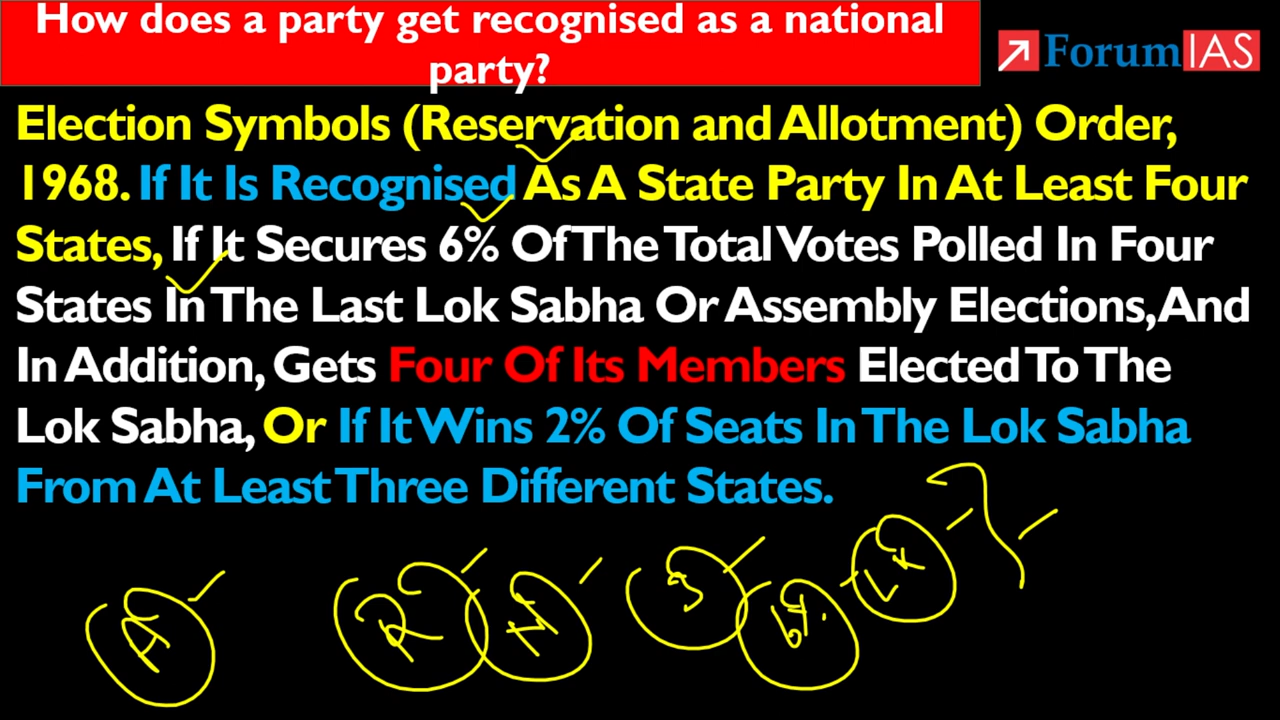 How does a party get recognised as a national
party?
ForumIAS
Election Symbols (Reservation and Allotment) Order,
1968. If It Is Recognised As A State Party In At Least Four
States, If It Secures 6% Of The Total Votes Polled In Four
States In The Last Lok Sabha Or Assembly Elections, And
In Addition, Gets Four Of Its Members Elected To The
Lok Sabha, Or If It Wins 2% Of Seats In The Lok Sabha
From At Least Three Different States.
A R N S 6%. LK